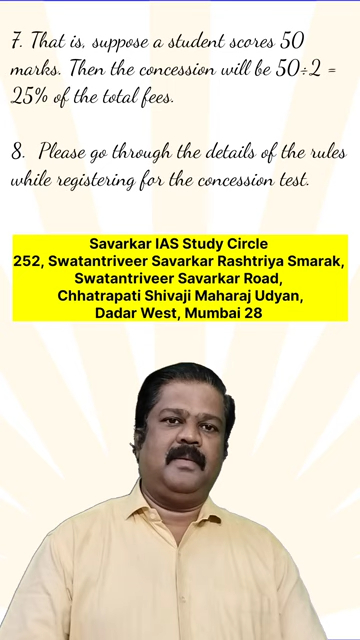 7. That is, suppose a student scores 50
marks. Then the concession will be 50÷2 =
25% of the total fees.
8. Please go through the details of the rules
while registering for the concession test.
Savarkar IAS Study Circle
252, Swatantriveer Savarkar Rashtriya Smarak,
Swatantriveer Savarkar Road,
Chhatrapati Shivaji Maharaj Udyan,
Dadar West, Mumbai 28